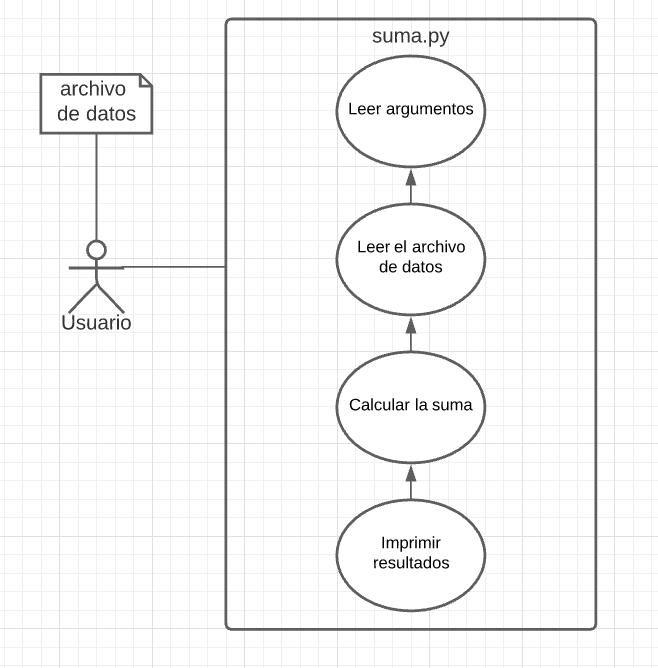 suma.py
archivo
de datos
Leer argumentos
Leer el archivo
de datos
Usuario
Calcular la suma
Imprimir
resultados